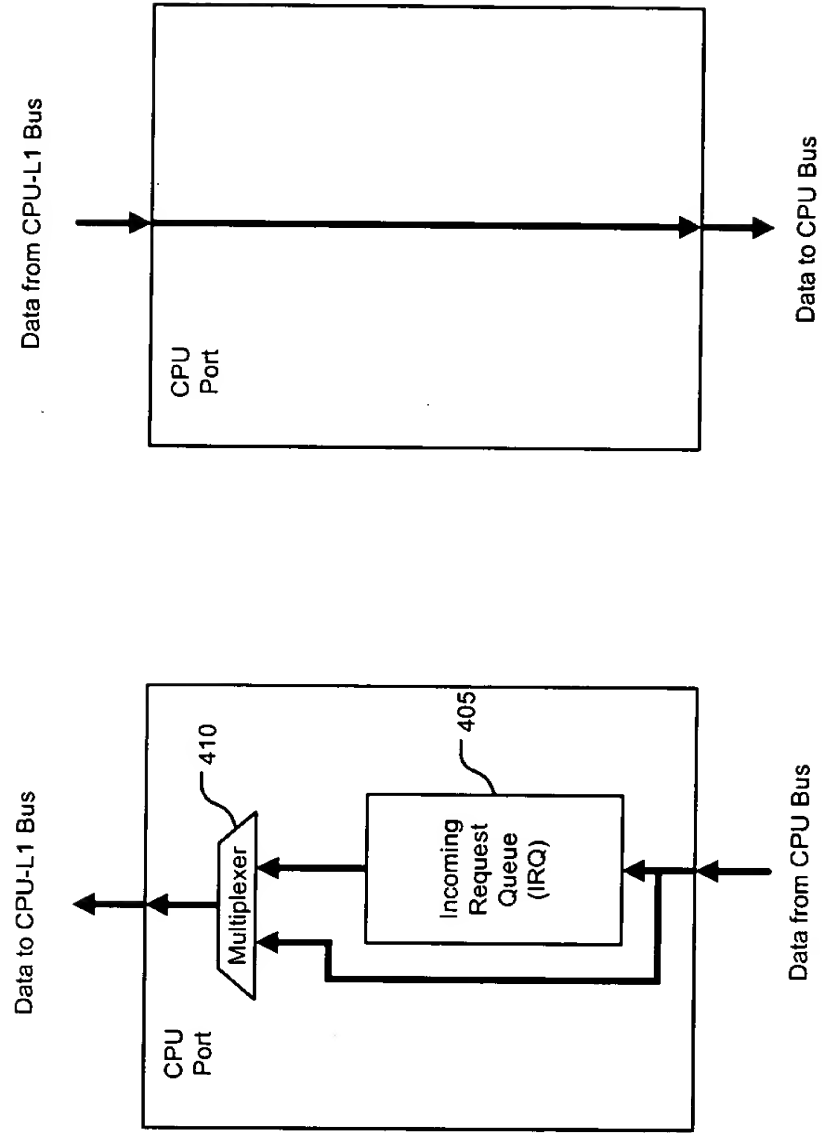 Data from CPU-L1 Bus
CPU
Port
Data to CPU Bus
Data to CPU-L1 Bus
410
Multiplexer
405
Incoming
Request
Queue
(IRQ)
CPU
Port
Data from CPU Bus